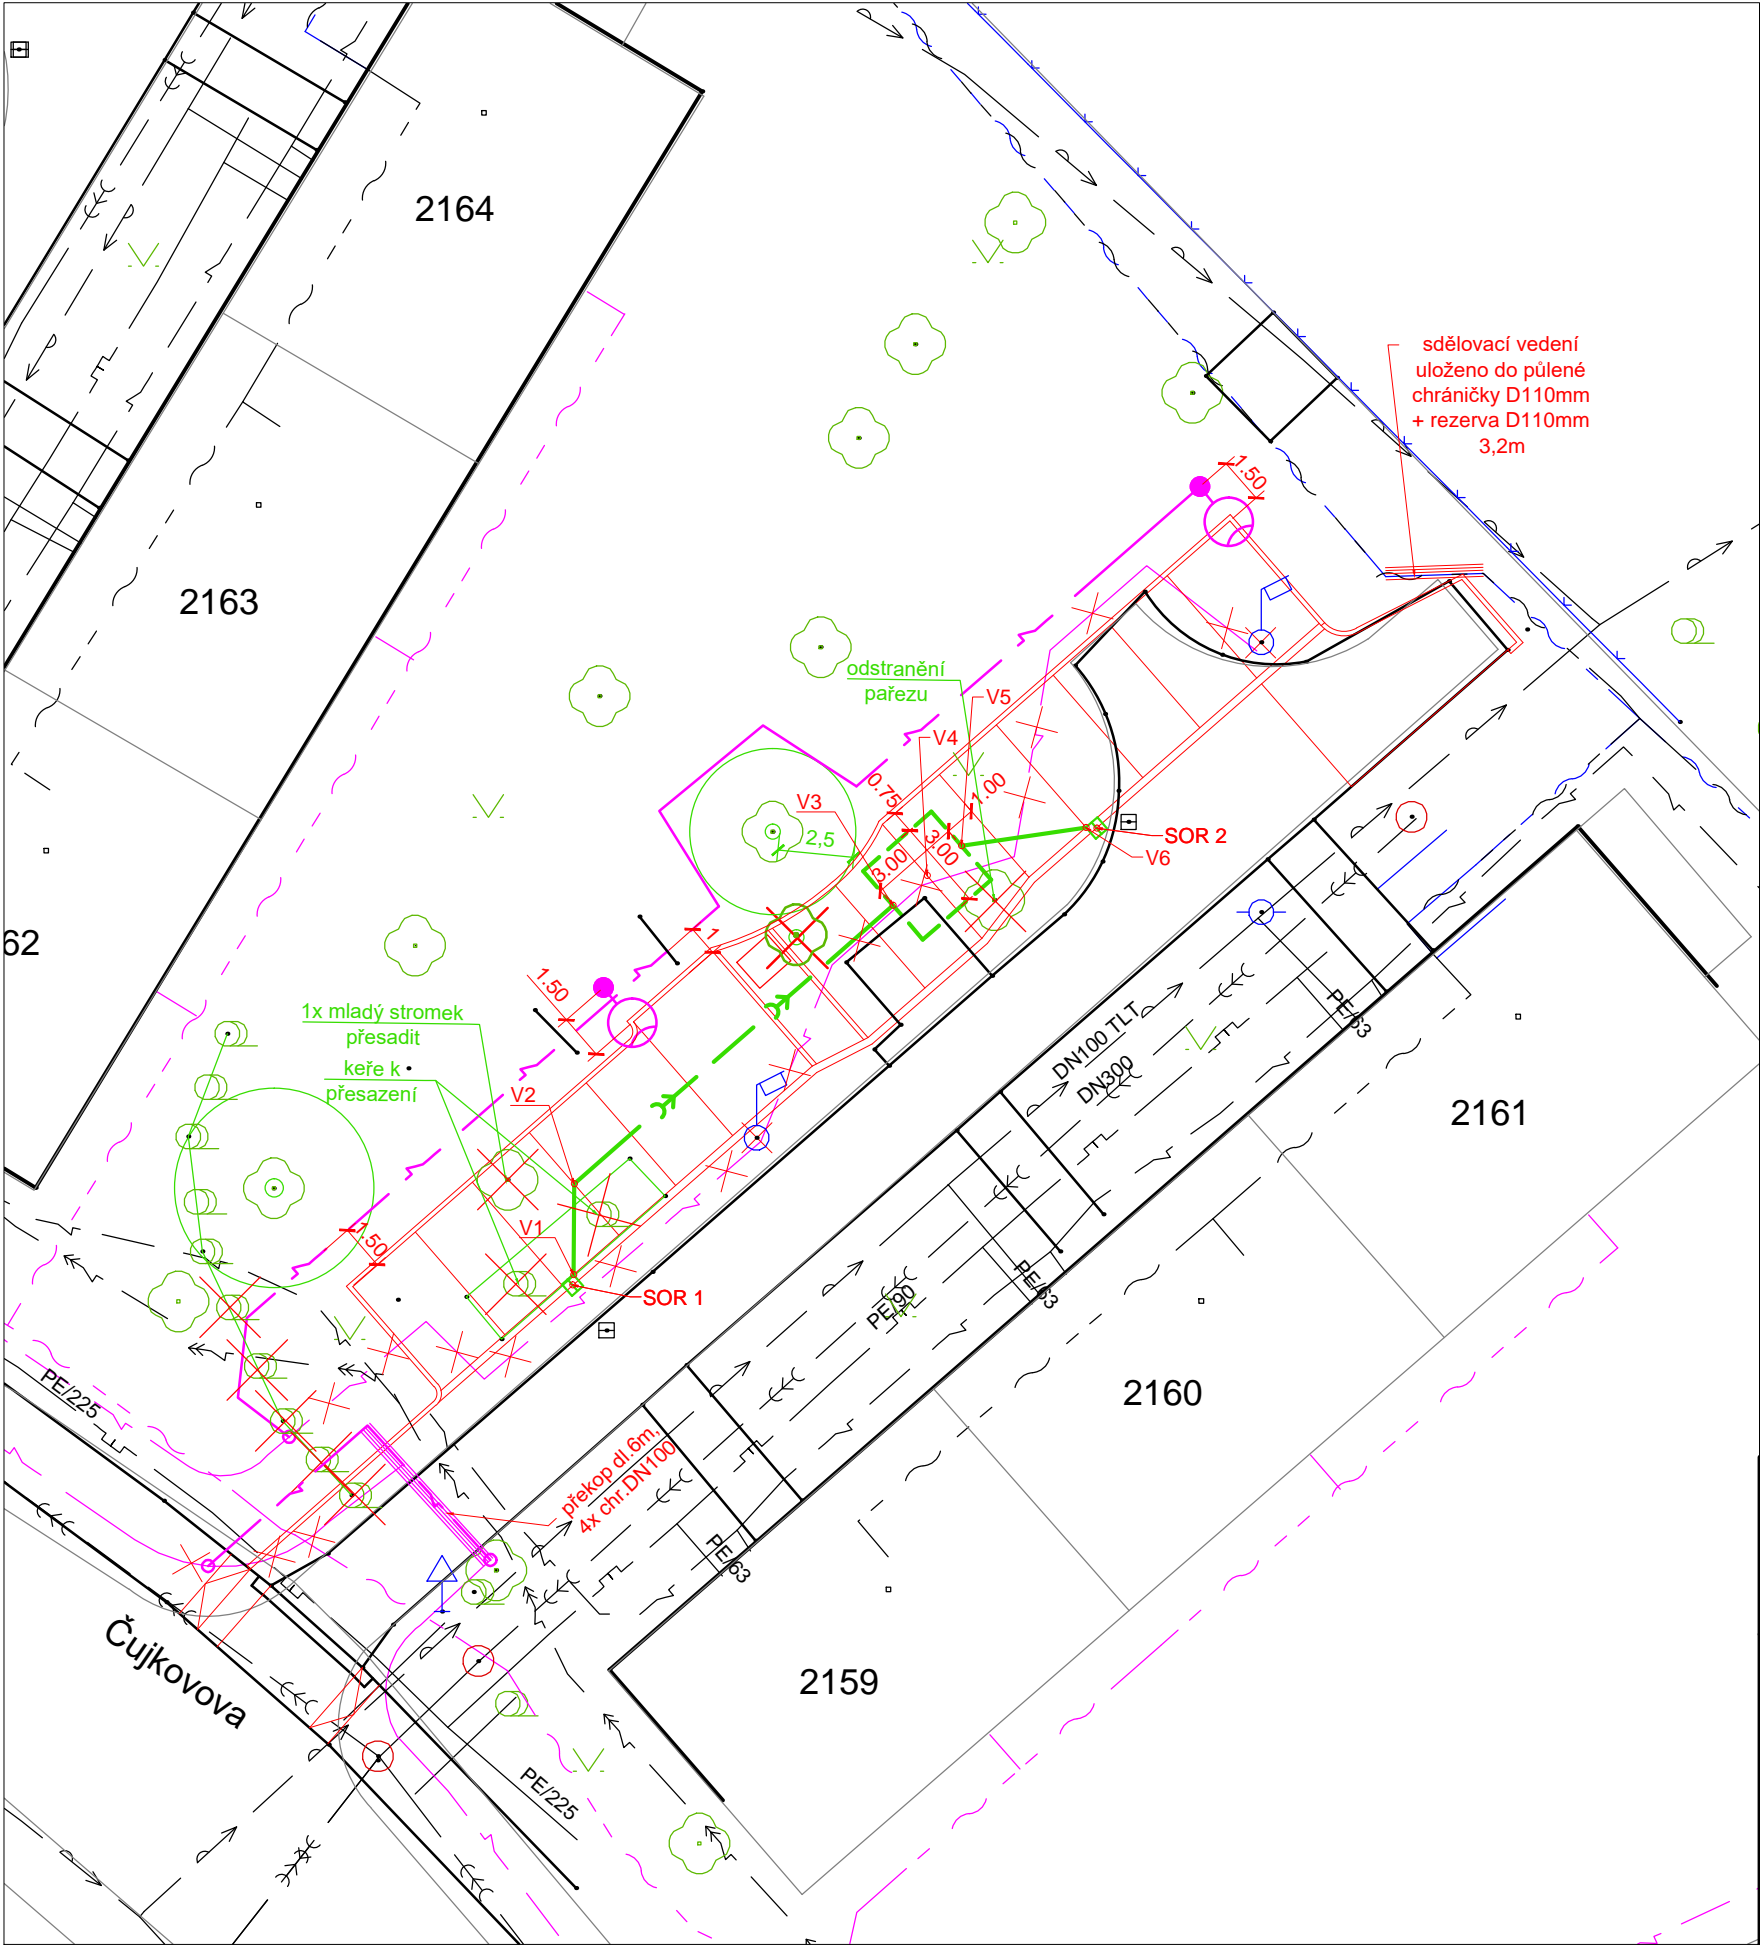 2164
sdělovací vedení
uloženo do půlené
chráničky D110mm
+ rezerva D110mm
3,2m
1.50
2163
odstranění
pařezu
V5
V4
V3
0.75
1.00
2,5
3.00
3.00
SOR 2
V6
62
1
1.50
1x mladý stromek
přesadit
keře k
přesazení
V2
V1
1.50
SOR 1
DN100 TLT
DN300
PE/63
2161
PE/90
PE/63
2160
PE/225
překop dl.6m,
4x chr.DN100
PE/63
2159
Čujkovova
PE/225